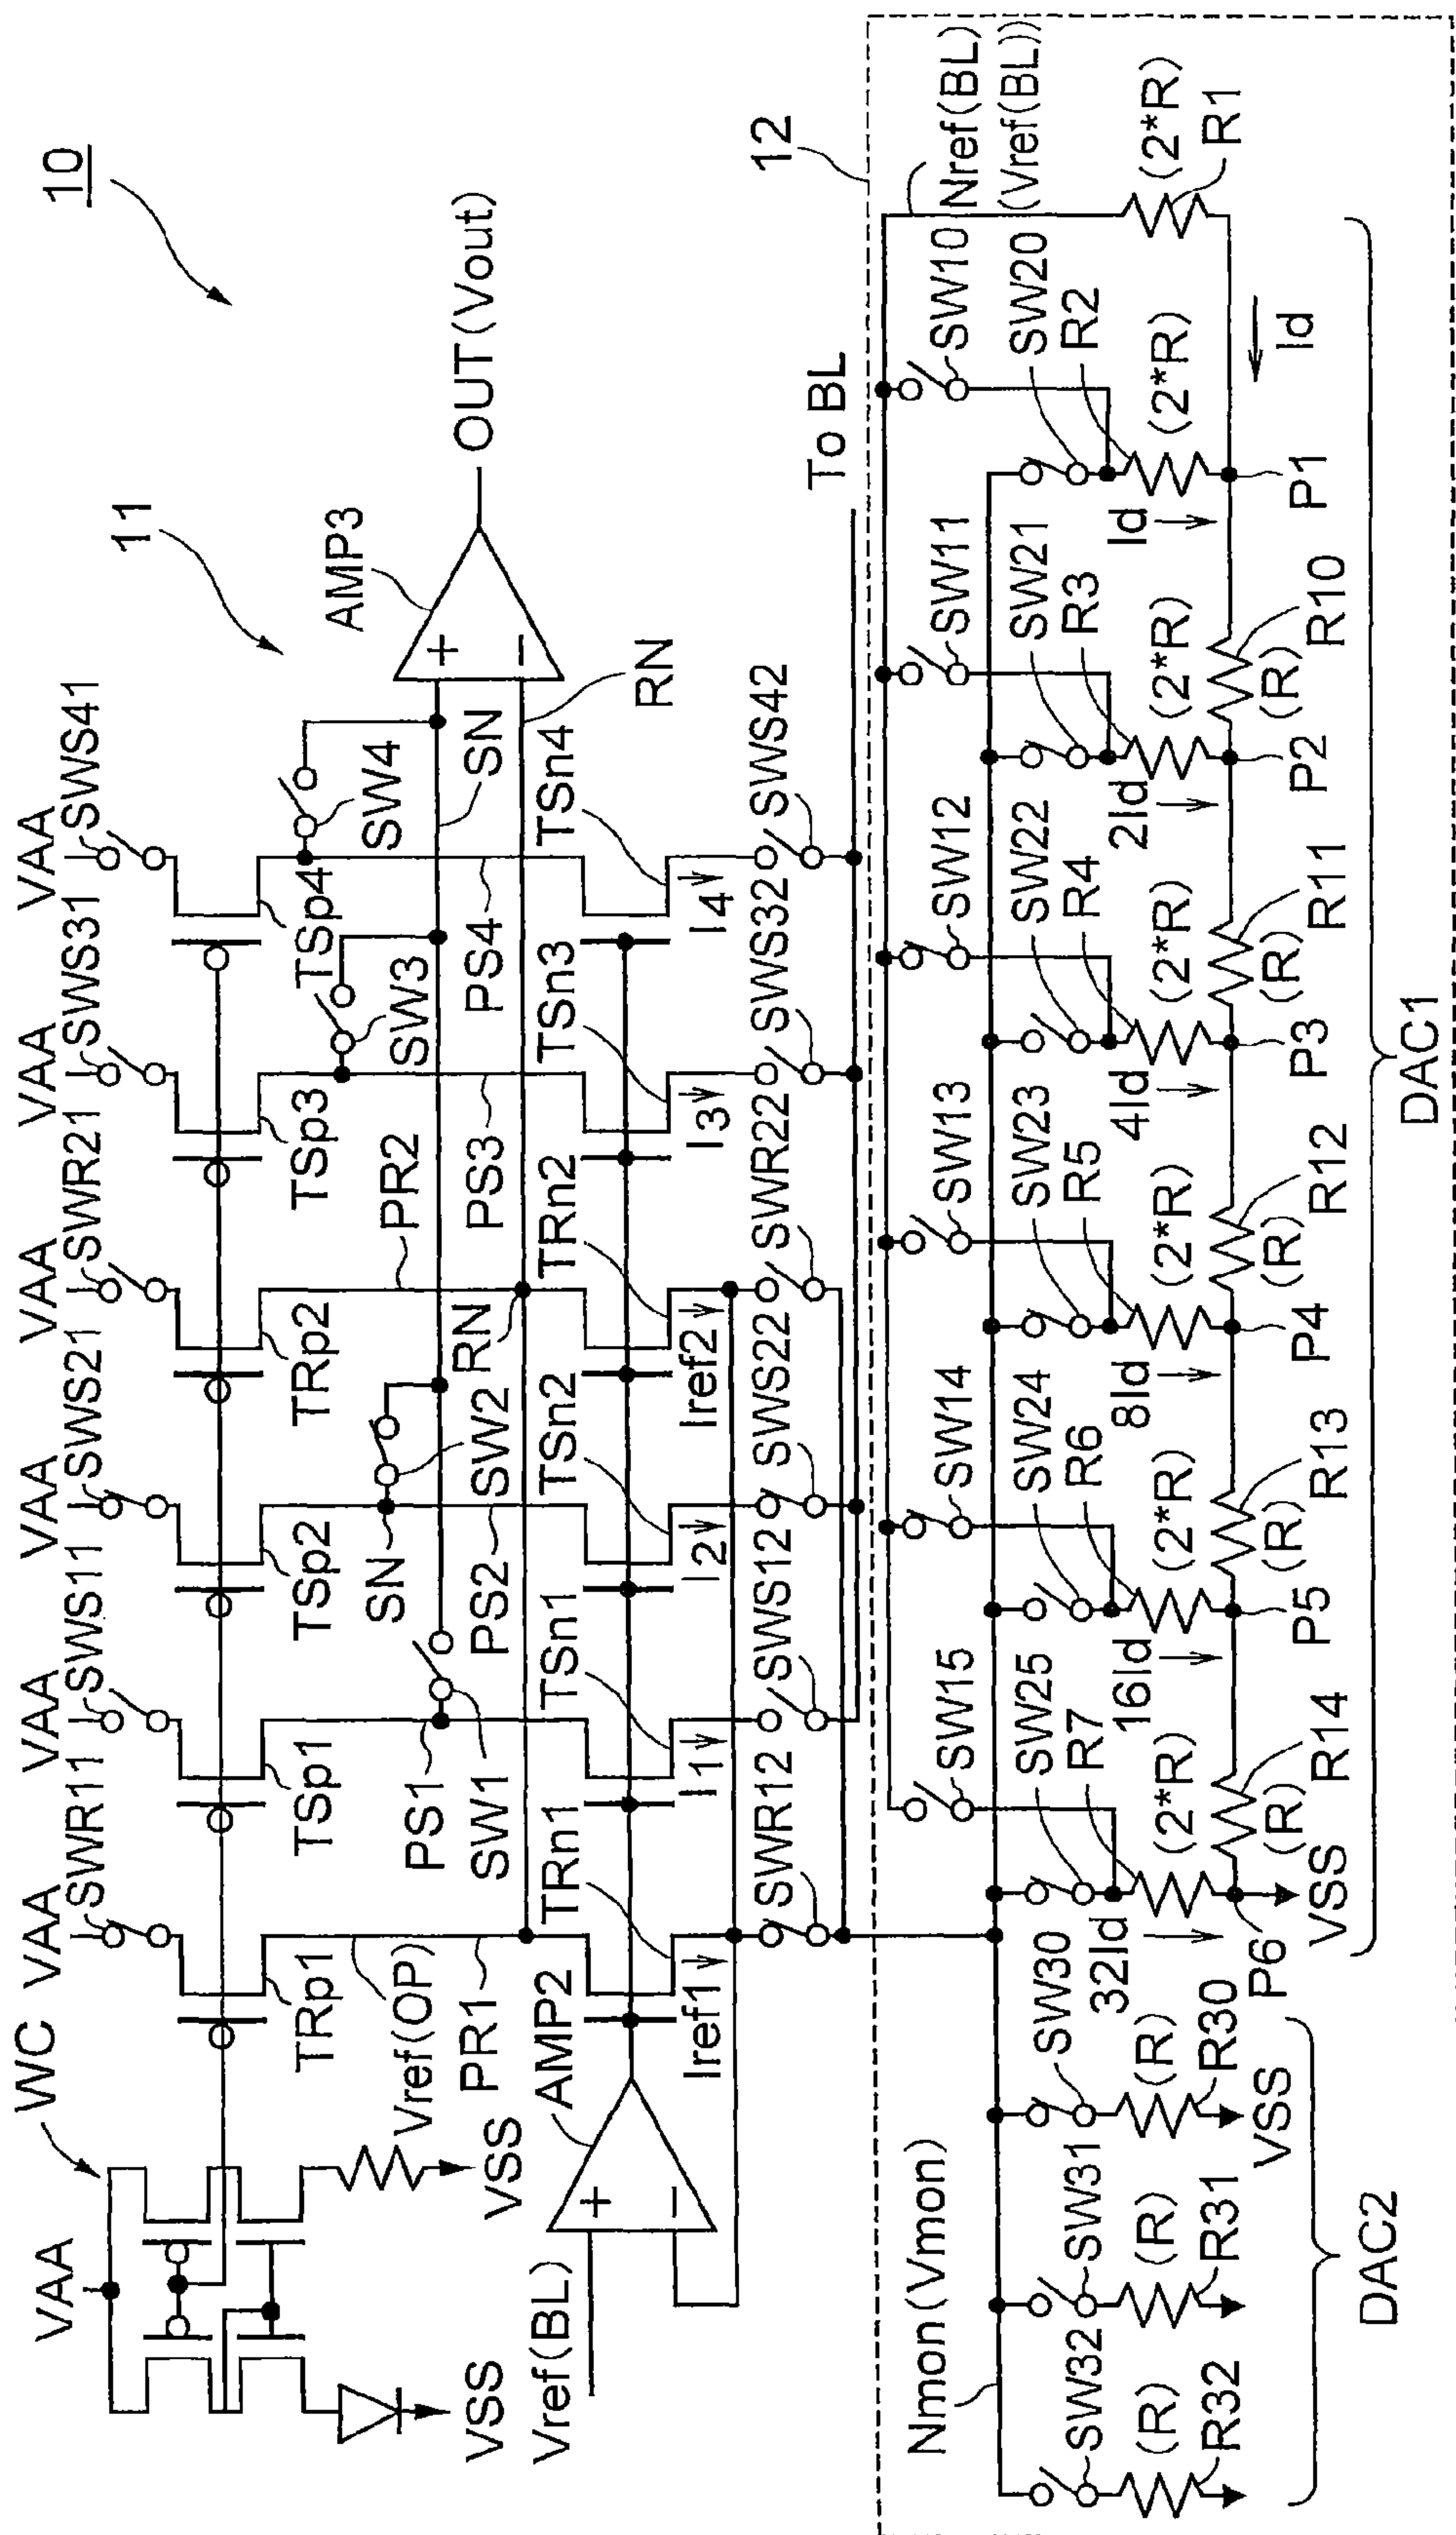 10
11
VAA
WC
VAA
SWR11
VAA
SWS11
VAA
SWS21
VAA
SWR21
VAA
SWS31
VAA
SWS41
TRp1
TSp1
TSp2
TRp2
TSp3
TSp4
Vref(OP)
PR1
PS1
SW1
SN
PS2
SW2
RN
PR2
PS3
SW3
PS4
SW4
SN
RN
AMP3
OUT(Vout)
VSS
VSS
Vref(BL)
AMP2
+
−
+
−
TRn1
TSn1
TSn2
TRn2
TSn3
TSn4
Iref1
I1
I2
Iref2
I3
I4
SWR12
SWS12
SWS22
SWR22
SWS32
SWS42
To BL
12
Nref(BL)
(Vref(BL))
Nmon(Vmon)
SW15
SW14
SW13
SW12
SW11
SW10
SW32
SW31
SW30
SW25
SW24
SW23
SW22
SW21
SW20
R7
R6
R5
R4
R3
R2
32Id
16Id
8Id
4Id
2Id
Id
(R)
(R)
(R)
(2*R)
(2*R)
(2*R)
(2*R)
(2*R)
(2*R)
(2*R)
R1
R32
R31
R30
VSS
P6
VSS
(R)
R14
P5
(R)
R13
P4
(R)
R12
P3
(R)
R11
P2
(R)
R10
P1
Id
DAC2
DAC1